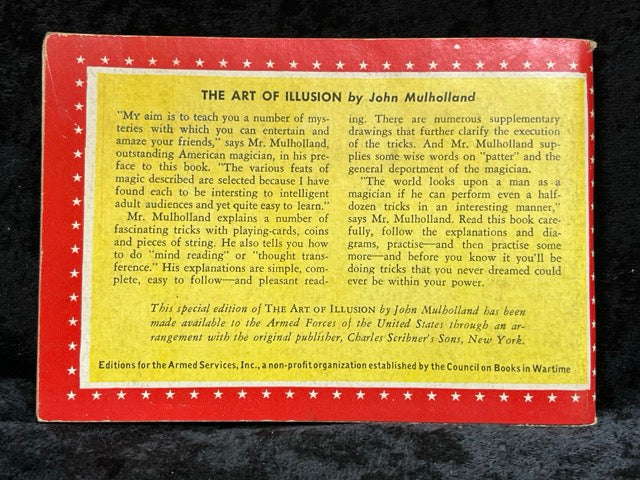 THE ART OF ILLUSION by John Mulholland
"My aim is to teach you a number of mys-
teries with which you can entertain and
amaze your friends," says Mr. Mulholland,
outstanding American magician, in his pre-
face to this book. "The various feats of
magic described are selected because I have
found each to be intersting to intelligent
adult audiences and yet quite easy to learn."
Mr. Mulholland explains a number of
fascinating tricks with playing-cards, coins
and pieces of string. He also tells you how
to do "mind reading" or "thought trans-
ference." His explanations are simple, com-
plete, easy to follow—and pleasant read-
ing. There are numerous supplementary
drawings that further clarify the execution
of the tricks. And Mr. Mulholland sup-
plies some wise words on "patter" and the
general deportment of the magician.
"The world looks upon a man as a
magician if he can perform even a half-
dozen tricks in an interesting manner,"
says Mr. Mulholland. Read this book care-
fully, follow the explanations and dia-
grams, practise—and then practise some
more—and before you know it you'll be
doing tricks that you never dreamed could
ever be within your power.
This special edition of THE ART OF ILLUSION by John Mulholland has been
made available to the Armed Forces of the United States through an ar-
rangement with the original publisher, Charles Scribner's Sons, New York.
Editions for the Armed Services, Inc., a non-profit organization established by the Council on Books in Wartime